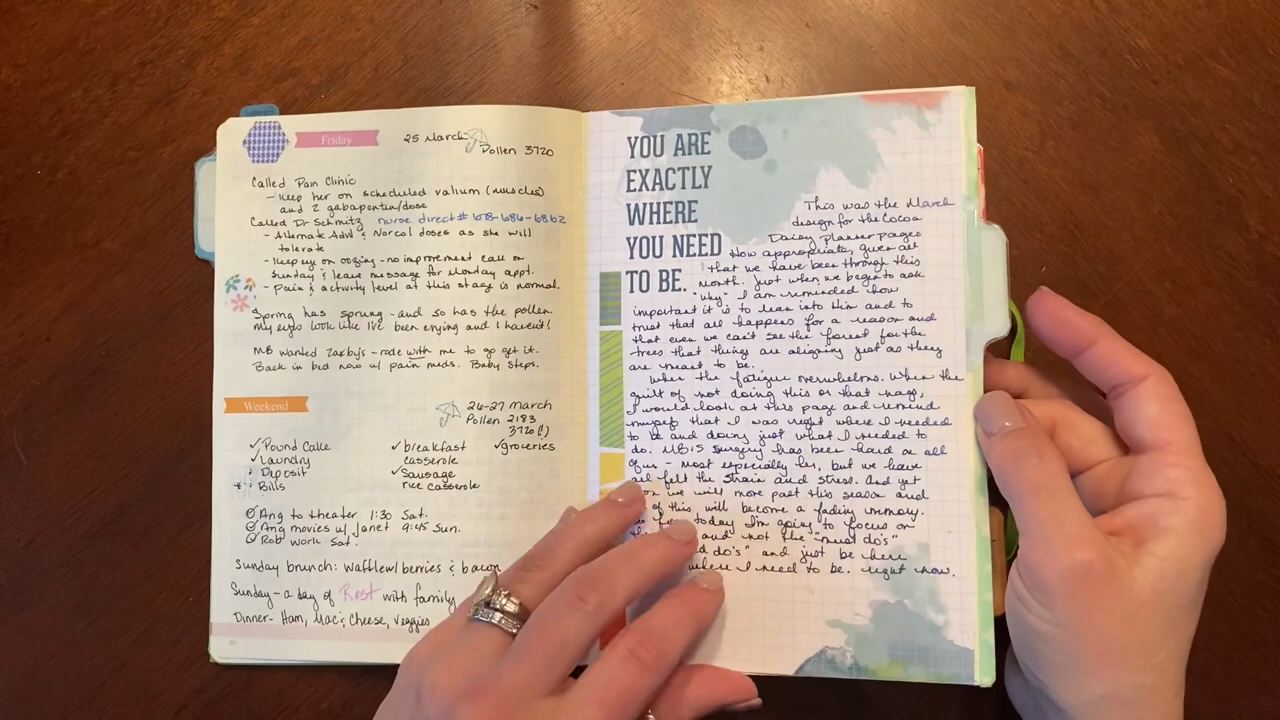 Friday
25 March
Pollen 3720
Called Pain Clinic
- Keep her on scheduled valium (muscles)
and 2 gabapentin/dose
Called Dr Schmitz nurse direct # 678-686-6862
- Alternate Advil & Norcol doses as she will
tolerate
- keep eye on oozing - no improvement call on
Sunday & leave message for Monday appt.
- pain & activity level at this stage is normal.
Spring has sprung - and so has the pollen.
My eyes look like I've been crying and I haven't!
MB wanted Zaxbys - rode with me to go get it.
Back in bed now w/ pain meds. Baby steps.
Weekend
26-27 March
Pollen 2183
3720 (!)
✓ Pound Cake
✓ Laundry
Deposit
Bills
✓ breakfast
casserole
✓ Sausage
rice casserole
✓ groceries
Ang to theater 1:30 Sat.
Ang movies w/ Janet 9:45 Sun.
Rob work Sat.
Sunday brunch: Waffles w/ berries & bacon
Sunday - a day of Rest with family
Dinner - Ham, Mac & Cheese, Veggies
YOU ARE
EXACTLY
WHERE
YOU NEED
TO BE.
This was the March
design for the Cocoa
Daisy planner pages
How appropriate, given all
that we have been through this
month. Just when we begin to ask
"why" I am reminded how
important it is to lean into Him and to
trust that all happens for a reason and
that even we can't see the forest for the
trees that things are aligning just as they
are meant to be.
When the fatigue overwhelms. When the
guilt of not doing this or that nags,
I would look at this page and remind
myself that I was right where I needed
to be and doing just what I needed to
do. MB's surgery has been hard on all
of us - most especially her, but we have
all felt the strain and stress. And yet
we will move past this season and
of this, will become a fading memory.
for today I'm going to focus on
and not the "must do's"
do's" and just be here
where I need to be. right now.